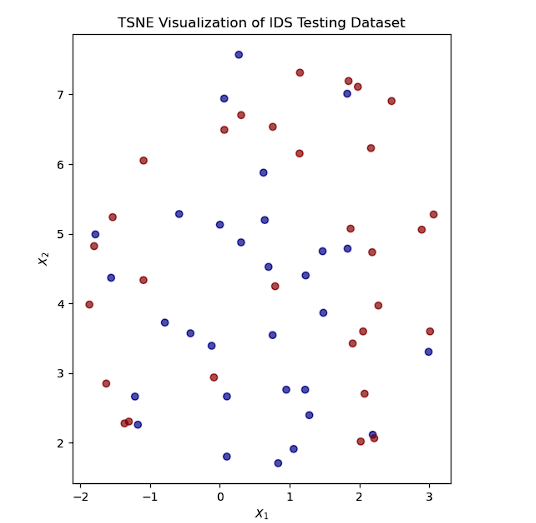 TSNE Visualization of IDS Testing Dataset
7
6
5
4
3
2
X₂
−2 −1 0 1 2 3
X₁